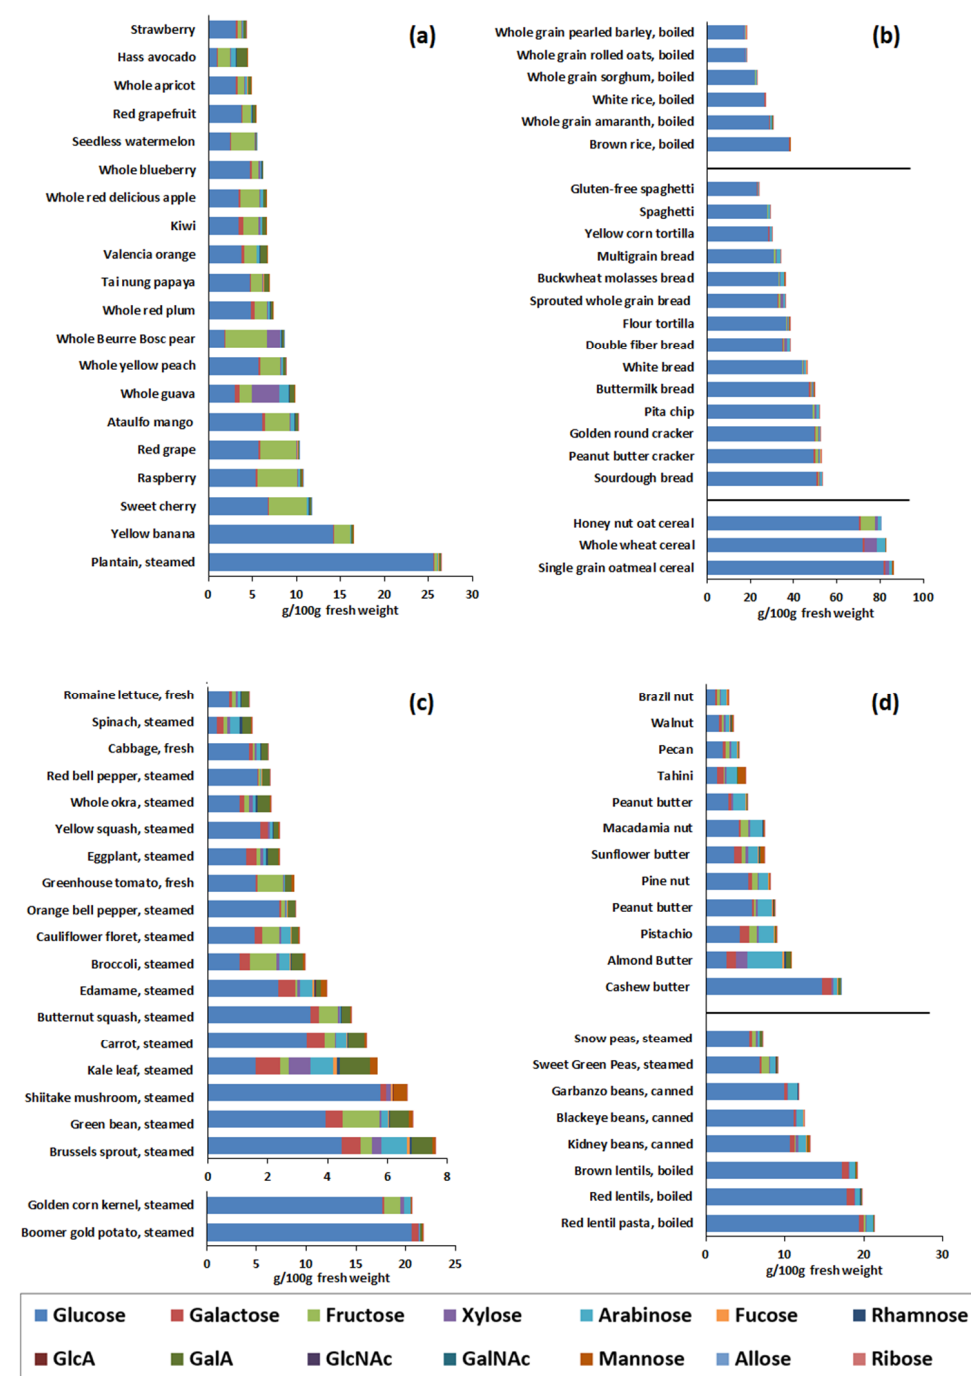 (a)
Strawberry
Hass avocado
Whole apricot
Red grapefruit
Seedless watermelon
Whole blueberry
Whole red delicious apple
Kiwi
Valencia orange
Tai nung papaya
Whole red plum
Whole Beurre Bosc pear
Whole yellow peach
Whole guava
Ataulfo mango
Red grape
Raspberry
Sweet cherry
Yellow banana
Plantain, steamed
0 5 10 15 20 25 30
g/100g fresh weight
(b)
Whole grain pearled barley, boiled
Whole grain rolled oats, boiled
Whole grain sorghum, boiled
White rice, boiled
Whole grain amaranth, boiled
Brown rice, boiled
Gluten-free spaghetti
Spaghetti
Yellow corn tortilla
Multigrain bread
Buckwheat molasses bread
Sprouted whole grain bread
Flour tortilla
Double fiber bread
White bread
Buttermilk bread
Pita chip
Golden round cracker
Peanut butter cracker
Sourdough bread
Honey nut oat cereal
Whole wheat cereal
Single grain oatmeal cereal
0 20 40 60 80 100
g/100g fresh weight
(c)
Romaine lettuce, fresh
Spinach, steamed
Cabbage, fresh
Red bell pepper, steamed
Whole okra, steamed
Yellow squash, steamed
Eggplant, steamed
Greenhouse tomato, fresh
Orange bell pepper, steamed
Cauliflower floret, steamed
Broccoli, steamed
Edamame, steamed
Butternut squash, steamed
Carrot, steamed
Kale leaf, steamed
Shiitake mushroom, steamed
Green bean, steamed
Brussels sprout, steamed
0 2 4 6 8
Golden corn kernel, steamed
Boomer gold potato, steamed
0 5 10 15 20 25
g/100g fresh weight
(d)
Brazil nut
Walnut
Pecan
Tahini
Peanut butter
Macadamia nut
Sunflower butter
Pine nut
Peanut butter
Pistachio
Almond Butter
Cashew butter
Snow peas, steamed
Sweet Green Peas, steamed
Garbanzo beans, canned
Blackeye beans, canned
Kidney beans, canned
Brown lentils, boiled
Red lentils, boiled
Red lentil pasta, boiled
0 10 20 30
g/100g fresh weight
Glucose Galactose Fructose Xylose Arabinose Fucose Rhamnose
GlcA GalA GlcNAc GalNAc Mannose Allose Ribose